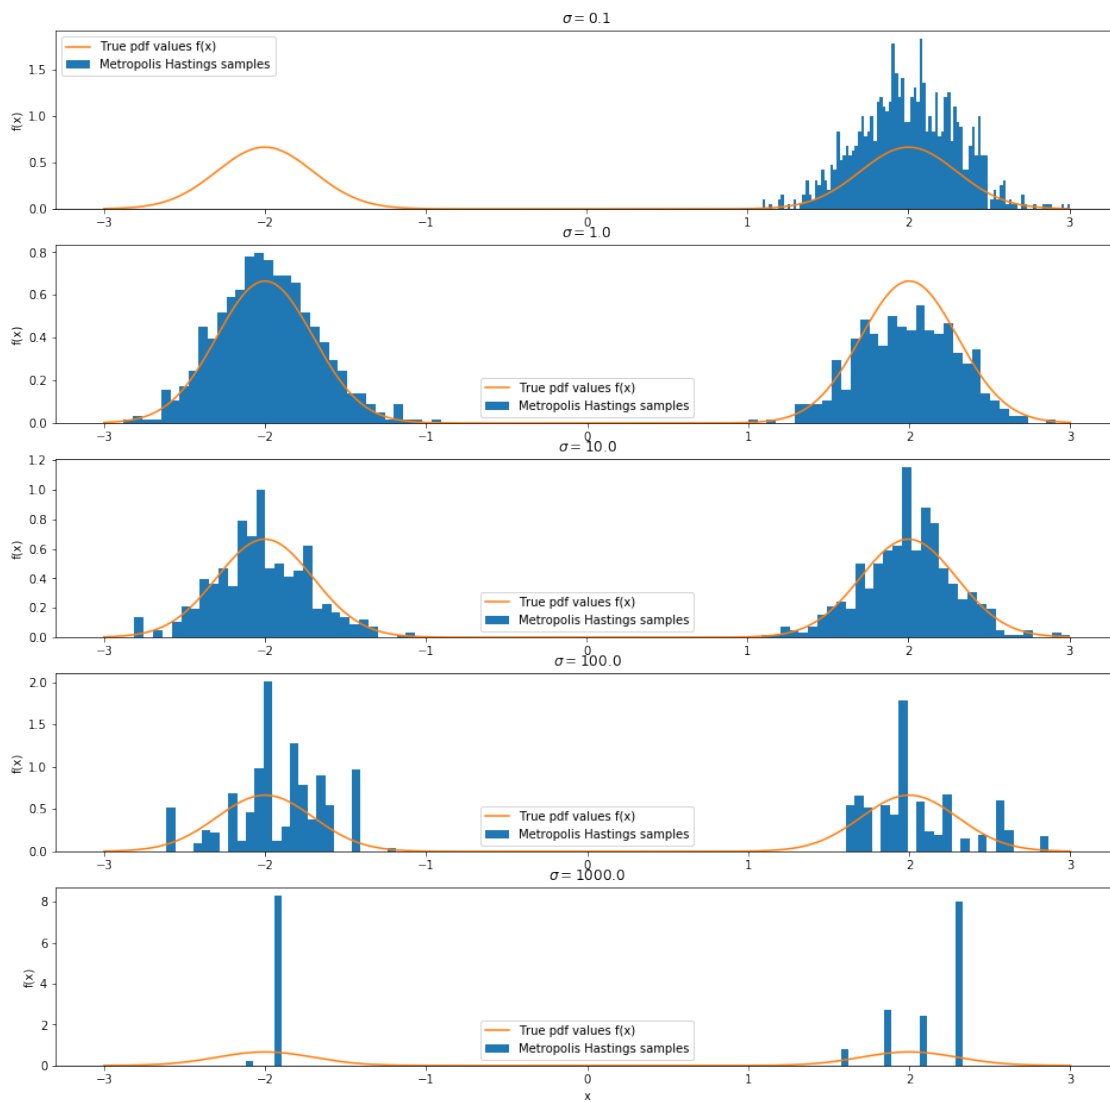 σ = 0.1
True pdf values f(x)
Metropolis Hastings samples
f(x)
1.5
1.0
0.5
0.0
−3 −2 −1 0 1 2 3
σ = 1.0
f(x)
0.8
0.6
0.4
0.2
0.0
True pdf values f(x)
Metropolis Hastings samples
−3 −2 −1 0 1 2 3
σ = 10.0
f(x)
1.2
1.0
0.8
0.6
0.4
0.2
0.0
True pdf values f(x)
Metropolis Hastings samples
−3 −2 −1 0 1 2 3
σ = 100.0
f(x)
2.0
1.5
1.0
0.5
0.0
True pdf values f(x)
Metropolis Hastings samples
−3 −2 −1 0 1 2 3
σ = 1000.0
f(x)
8
6
4
2
0
True pdf values f(x)
Metropolis Hastings samples
−3 −2 −1 0 1 2 3
x